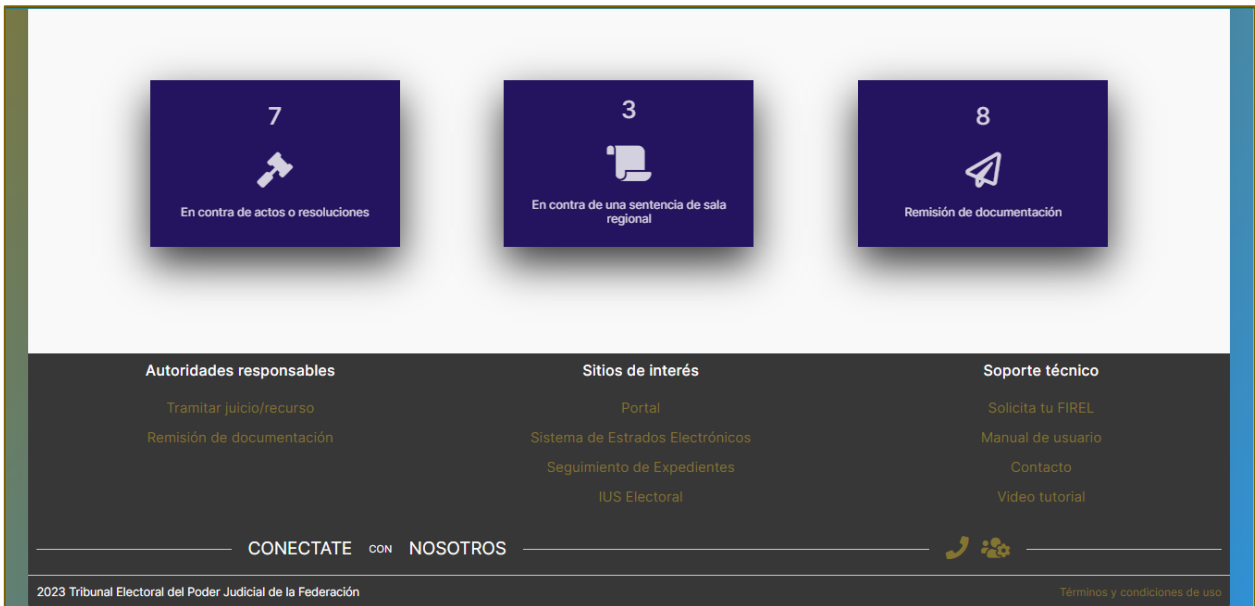 7
En contra de actos o resoluciones
3
En contra de una sentencia de sala
regional
8
Remisión de documentación
Autoridades responsables
Tramitar juicio/recurso
Remisión de documentación
Sitios de interés
Portal
Sistema de Estrados Electrónicos
Seguimiento de Expedientes
IUS Electoral
Soporte técnico
Solicita tu FIREL
Manual de usuario
Contacto
Video tutorial
CONECTATE CON NOSOTROS
2023 Tribunal Electoral del Poder Judicial de la Federación
Términos y condiciones de uso